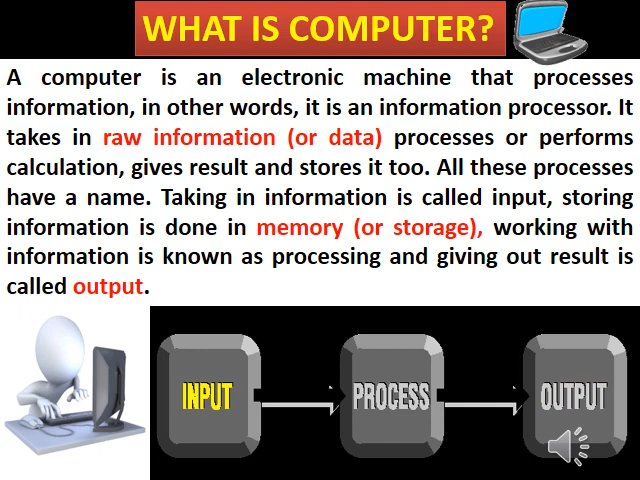 WHAT IS COMPUTER?
A computer is an electronic machine that processes
information, in other words, it is an information processor. It
takes in raw information (or data) processes or performs
calculation, gives result and stores it too. All these processes
have a name. Taking in information is called input, storing
information is done in memory (or storage), working with
information is known as processing and giving out result is
called output.
INPUT
PROCESS
OUTPUT